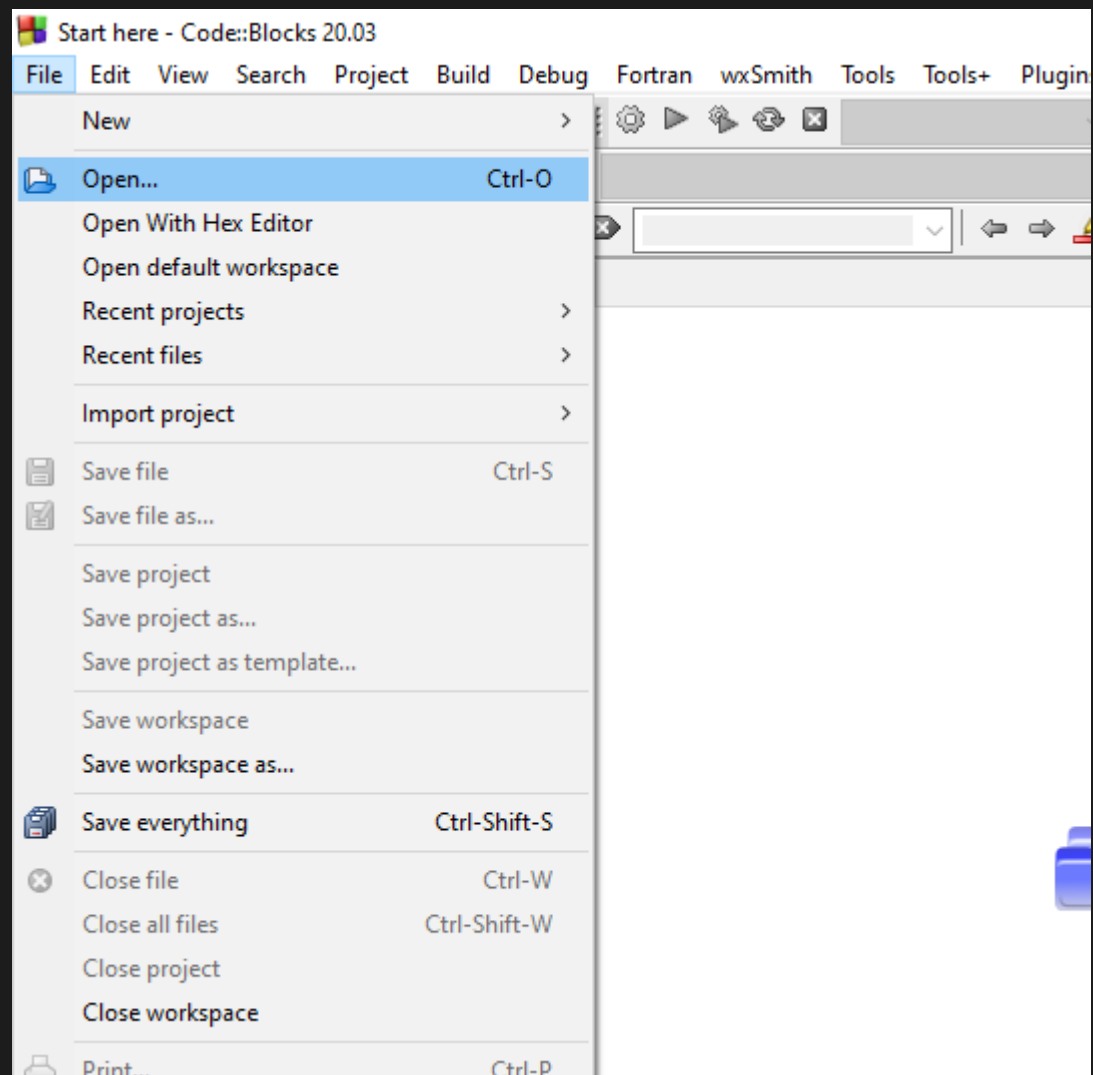 Start here - Code::Blocks 20.03
File Edit View Search Project Build Debug Fortran wxSmith Tools Tools+ Plugin
New
Open... Ctrl-O
Open With Hex Editor
Open default workspace
Recent projects
Recent files
Import project
Save file Ctrl-S
Save file as...
Save project
Save project as...
Save project as template...
Save workspace
Save workspace as...
Save everything Ctrl-Shift-S
Close file Ctrl-W
Close all files Ctrl-Shift-W
Close project
Close workspace
Print... Ctrl-P